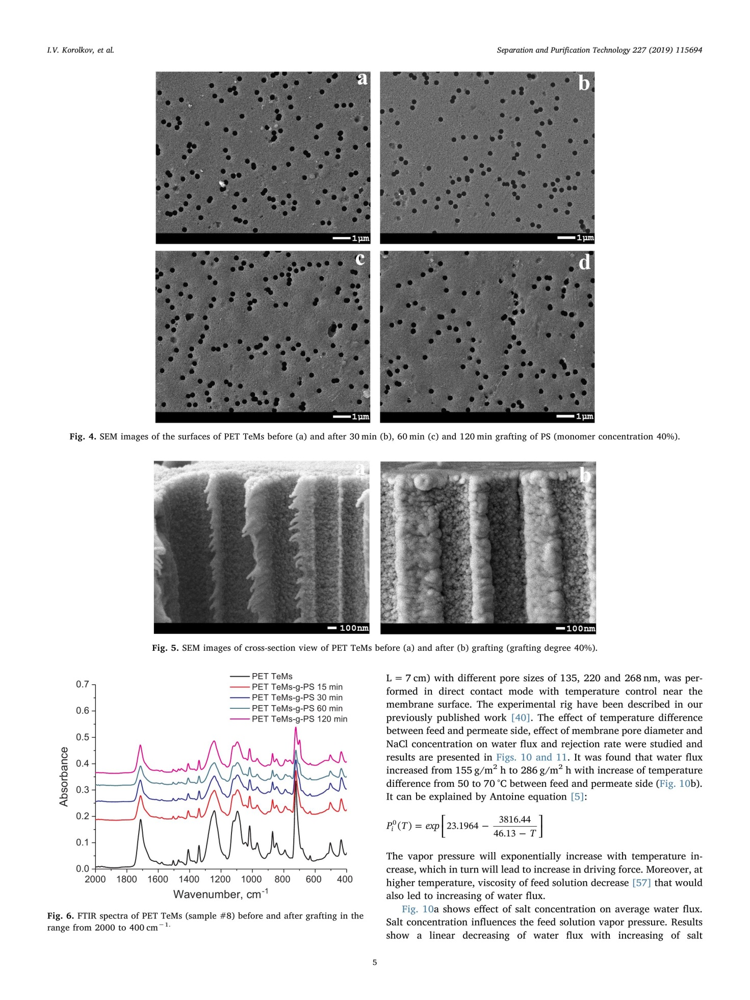 I.V. Korolkov, et al.
Separation and Purification Technology 227 (2019) 115694
a
b
1μm
1μm
c
d
1μm
1μm
Fig. 4. SEM images of the surfaces of PET TeMs before (a) and after 30 min (b), 60 min (c) and 120 min grafting of PS (monomer concentration 40%).
a
b
100nm
100nm
Fig. 5. SEM images of cross-section view of PET TeMs before (a) and after (b) grafting (grafting degree 40%).
PET TeMs
PET TeMs-g-PS 15 min
PET TeMs-g-PS 30 min
PET TeMs-g-PS 60 min
PET TeMs-g-PS 120 min
0.7
0.6
0.5
0.4
0.3
0.2
0.1
0.0
Absorbance
2000 1800 1600 1400 1200 1000 800 600 400
Wavenumber, cm-1
Fig. 6. FTIR spectra of PET TeMs (sample #8) before and after grafting in the
range from 2000 to 400 cm−1.
L = 7 cm) with different pore sizes of 135, 220 and 268 nm, was per-
formed in direct contact mode with temperature control near the
membrane surface. The experimental rig have been described in our
previously published work [40]. The effect of temperature difference
between feed and permeate side, effect of membrane pore diameter and
NaCl concentration on water flux and rejection rate were studied and
results are presented in Figs. 10 and 11. It was found that water flux
increased from 155 g/m2 h to 286 g/m2 h with increase of temperature
difference from 50 to 70 °C between feed and permeate side (Fig. 10b).
It can be explained by Antoine equation [5]:
Pi0(T) = exp[23.1964 − 3816.44 / 46.13 − T]
The vapor pressure will exponentially increase with temperature in-
crease, which in turn will lead to increase in driving force. Moreover, at
higher temperature, viscosity of feed solution decrease [57] that would
also led to increasing of water flux.
Fig. 10a shows effect of salt concentration on average water flux.
Salt concentration influences the feed solution vapor pressure. Results
show a linear decreasing of water flux with increasing of salt
5